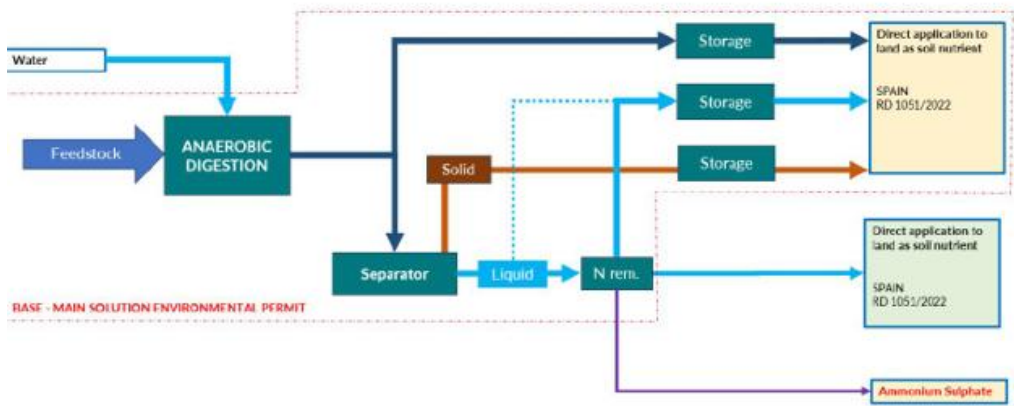 Water
Feedstock
ANAEROBIC
DIGESTION
Storage
Storage
Storage
Direct application to
land as soil nutrient
SPAIN
RD 1051/2022
Solid
Separator
Liquid
N rem.
Direct application to
land as soil nutrient
SPAIN
RD 1051/2022
BASE - MAIN SOLUTION ENVIRONMENTAL PERMIT
Ammonium Sulphate